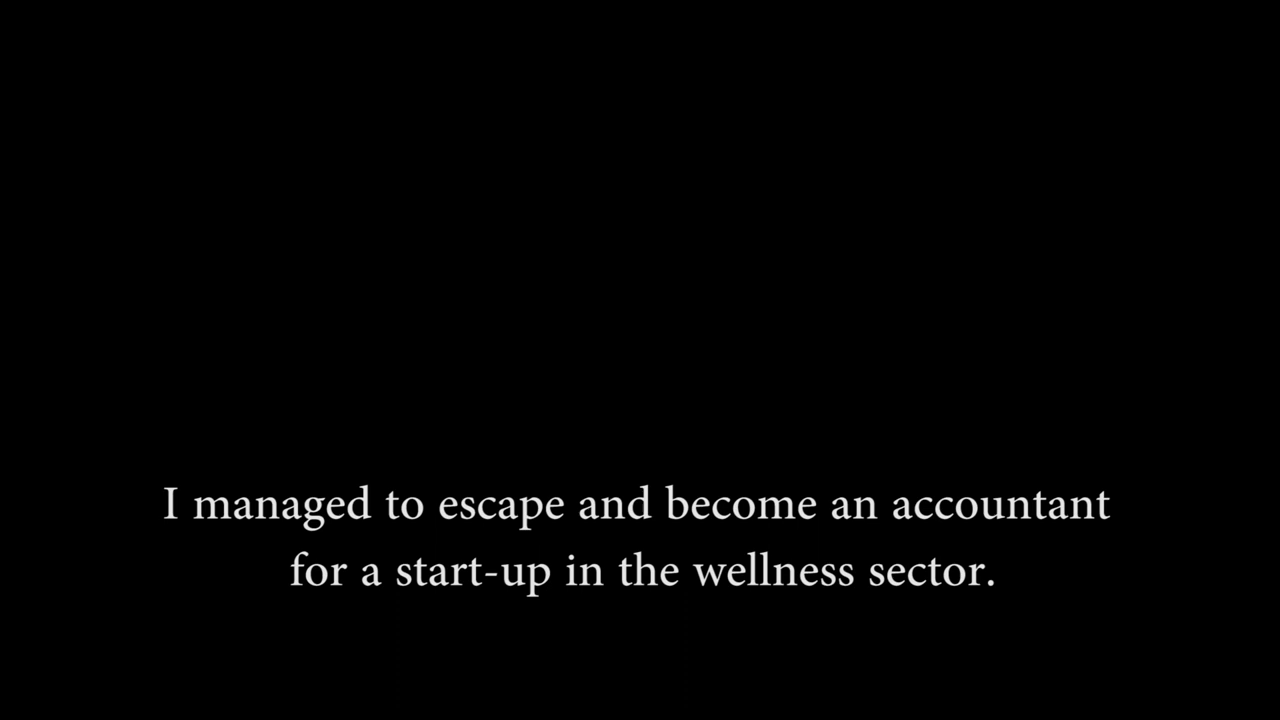 I managed to escape and become an accountant
for a start-up in the wellness sector.